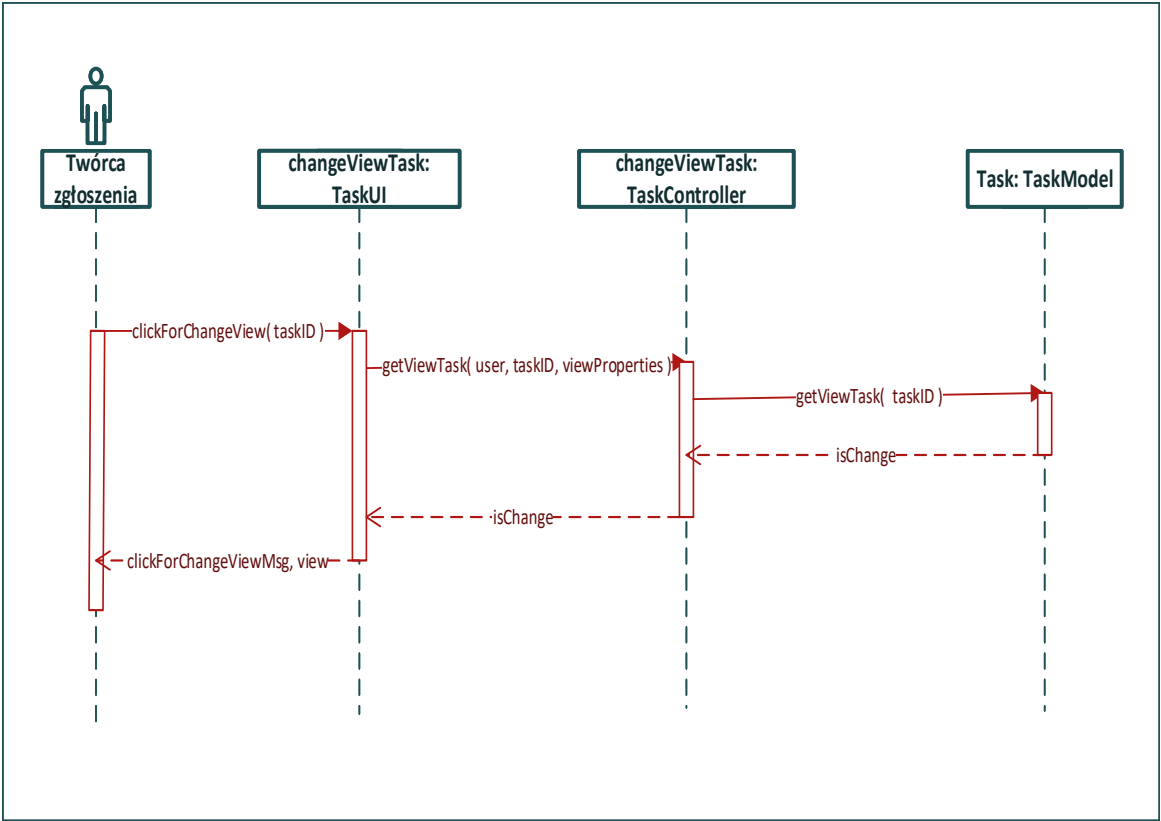 Twórca
zgłoszenia
changeViewTask:
TaskUI
changeViewTask:
TaskController
Task: TaskModel
clickForChangeView( taskID )
getViewTask( user, taskID, viewProperties )
getViewTask( taskID )
isChange
isChange
clickForChangeViewMsg, view